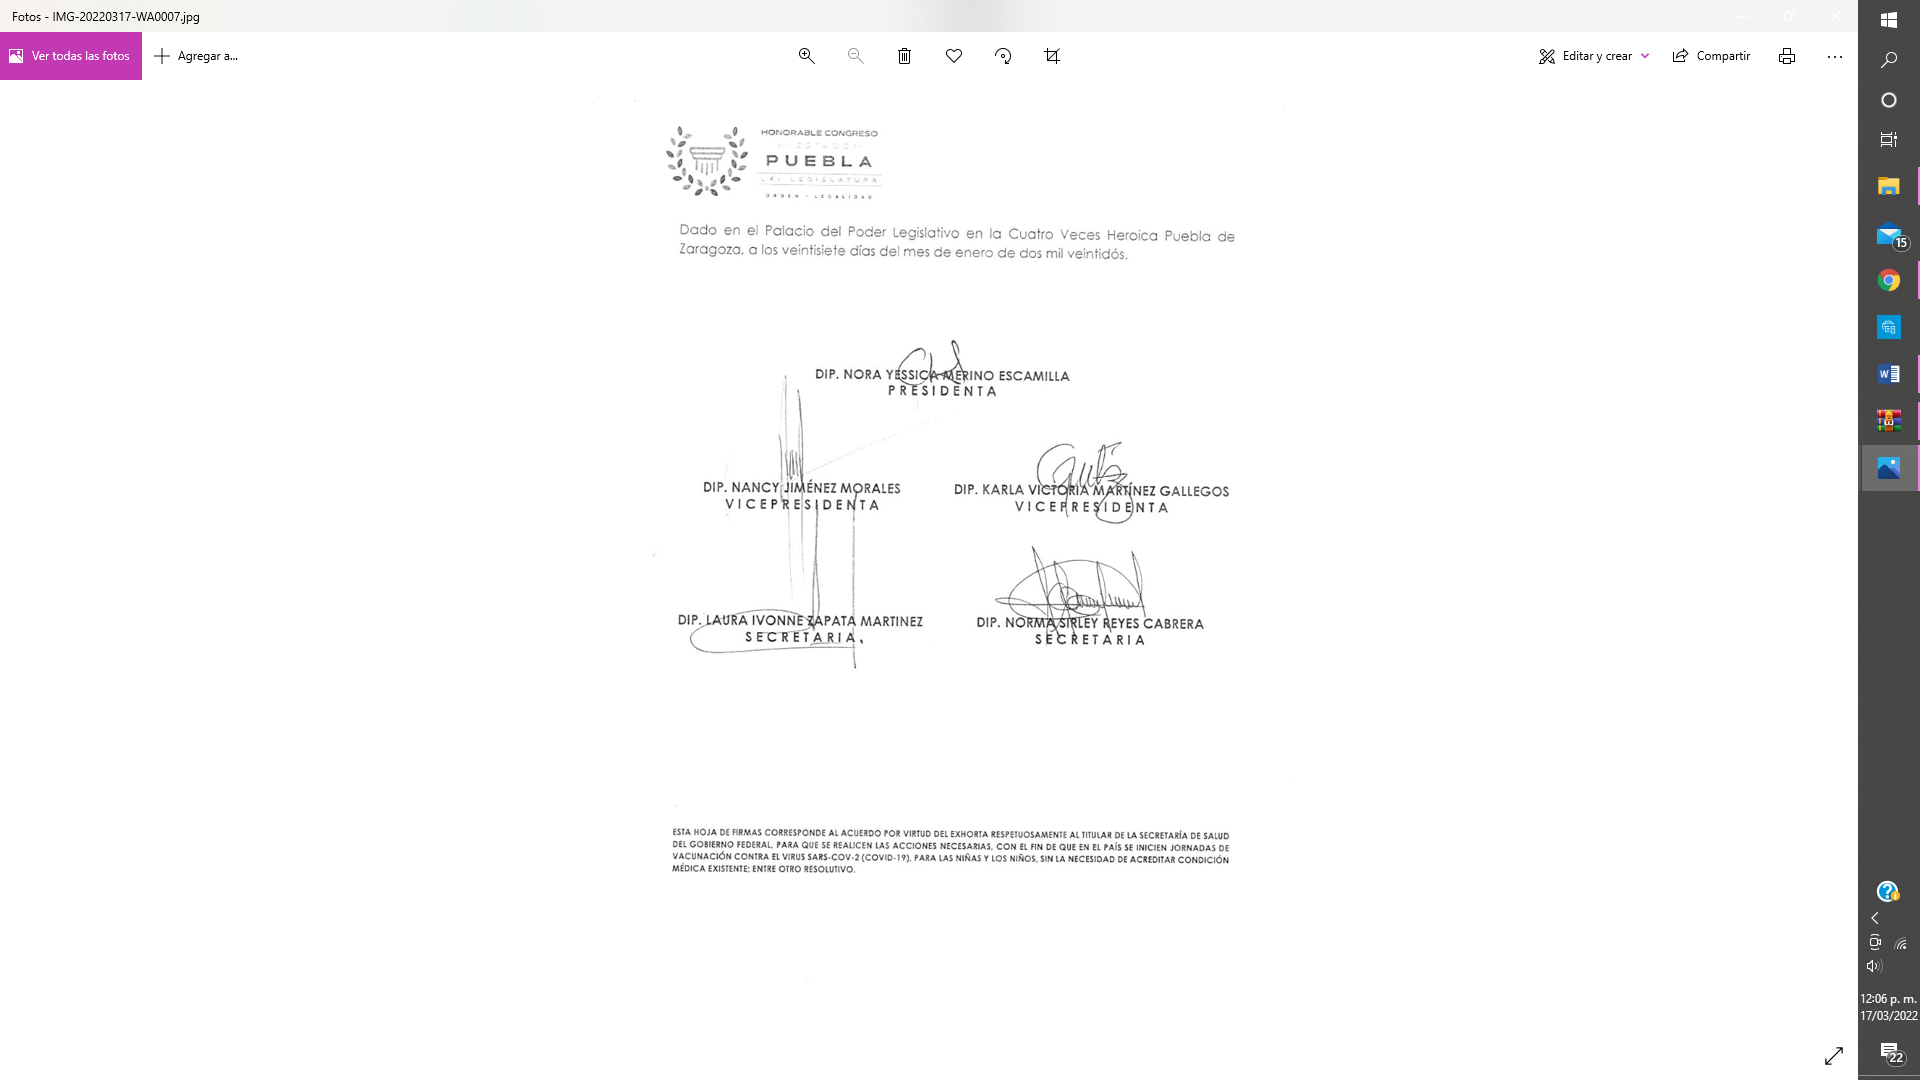 Fotos - IMG-20220317-WA0007.jpg
Ver todas las fotos
Agregar a...
Editar y crear
Compartir
HONORABLE CONGRESO
PUEBLA
LXI LEGISLATURA
ORDEN Y LEGALIDAD
Dado en el Palacio del Poder Legislativo en la Cuatro Veces Heroica Puebla de
Zaragoza, a los veintisiete días del mes de enero de dos mil veintidós.
DIP. NORA YESSICA MERINO ESCAMILLA
PRESIDENTA
DIP. NANCY JIMÉNEZ MORALES
VICEPRESIDENTA
DIP. KARLA VICTORIA MARTÍNEZ GALLEGOS
VICEPRESIDENTA
DIP. LAURA IVONNE ZAPATA MARTINEZ
SECRETARIA
DIP. NORMA SIRLEY REYES CABRERA
SECRETARIA
ESTA HOJA DE FIRMAS CORRESPONDE AL ACUERDO POR VIRTUD DEL EXHORTA RESPETUOSAMENTE AL TITULAR DE LA SECRETARÍA DE SALUD
DEL GOBIERNO FEDERAL, PARA QUE SE REALICEN LAS ACCIONES NECESARIAS, CON EL FIN DE QUE EN EL PAÍS SE INICIEN JORNADAS DE
VACUNACIÓN CONTRA EL VIRUS SARS-COV-2 (COVID-19), PARA LAS NIÑAS Y LOS NIÑOS, SIN LA NECESIDAD DE ACREDITAR CONDICIÓN
MÉDICA EXISTENTE; ENTRE OTRO RESOLUTIVO.
15
12:06 p. m.
17/03/2022
22